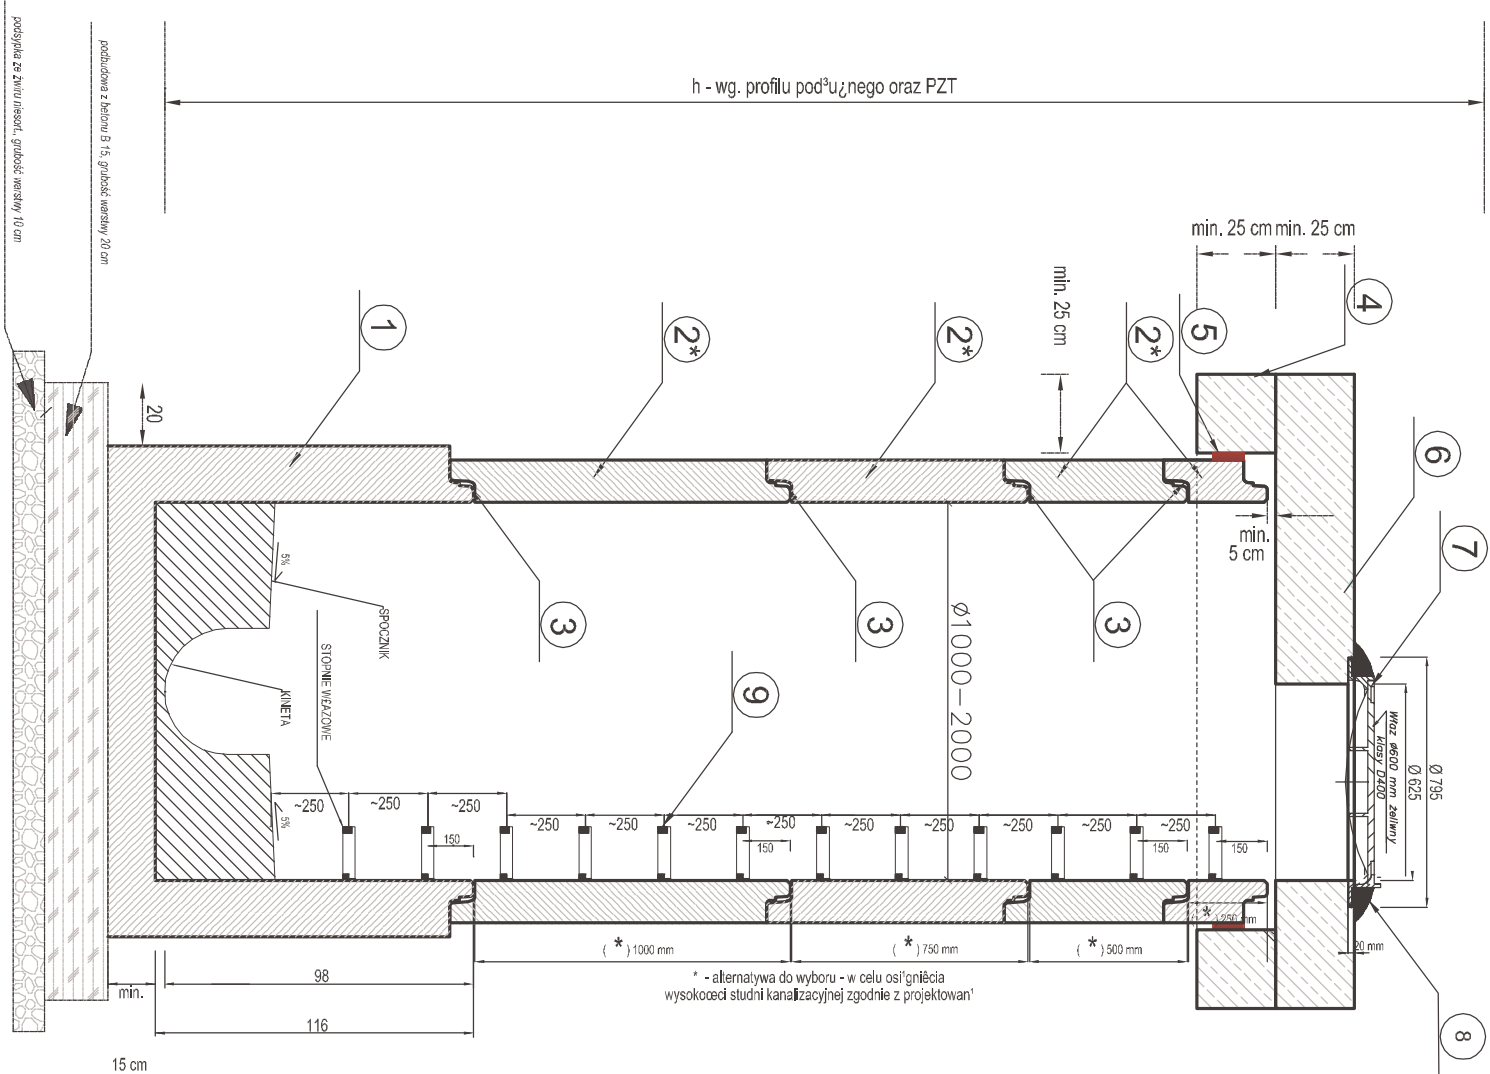 h - wg. profilu pod³u¿nego oraz PZT
podsypka ze żwiru niesort., grubość warstwy 10 cm
podbudowa z betonu B 15, grubość warstwy 20 cm
min. 25 cm
min. 25 cm
min. 25 cm
4
5
2*
2*
2*
1
6
7
8
20
min.
5 cm
3
3
3
9
Ø1000-2000
5%
SPOCZNIK
KINETA
STOPNIE WŁAZOWE
5%
Właz ø600 mm żeliwny
klasy D400
Ø 625
Ø 795
~250
~250
~250
~250
~250
~250
~250
~250
~250
~250
~250
~250
150
150
150
150
( * ) 250 mm
20 mm
( * ) 1000 mm
( * ) 750 mm
( * ) 500 mm
* - alternatywa do wyboru - w celu osi¹gniêcia
wysokoœci studni kanalizacyjnej zgodnie z projektowan¹
98
min.
116
15 cm